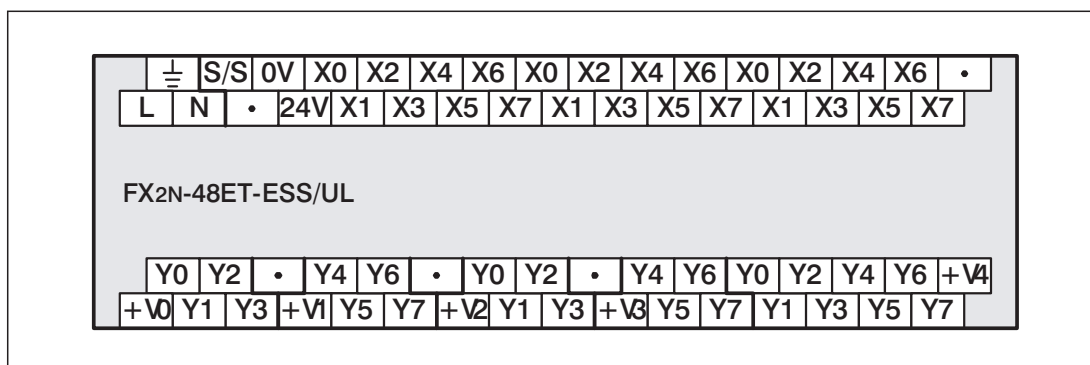 ⏚ S/S 0V X0 X2 X4 X6 X0 X2 X4 X6 X0 X2 X4 X6 •
L N • 24V X1 X3 X5 X7 X1 X3 X5 X7 X1 X3 X5 X7
FX2N-48ET-ESS/UL
Y0 Y2 • Y4 Y6 • Y0 Y2 • Y4 Y6 Y0 Y2 Y4 Y6 +V4
+V0 Y1 Y3 +V1 Y5 Y7 +V2 Y1 Y3 +V3 Y5 Y7 Y1 Y3 Y5 Y7